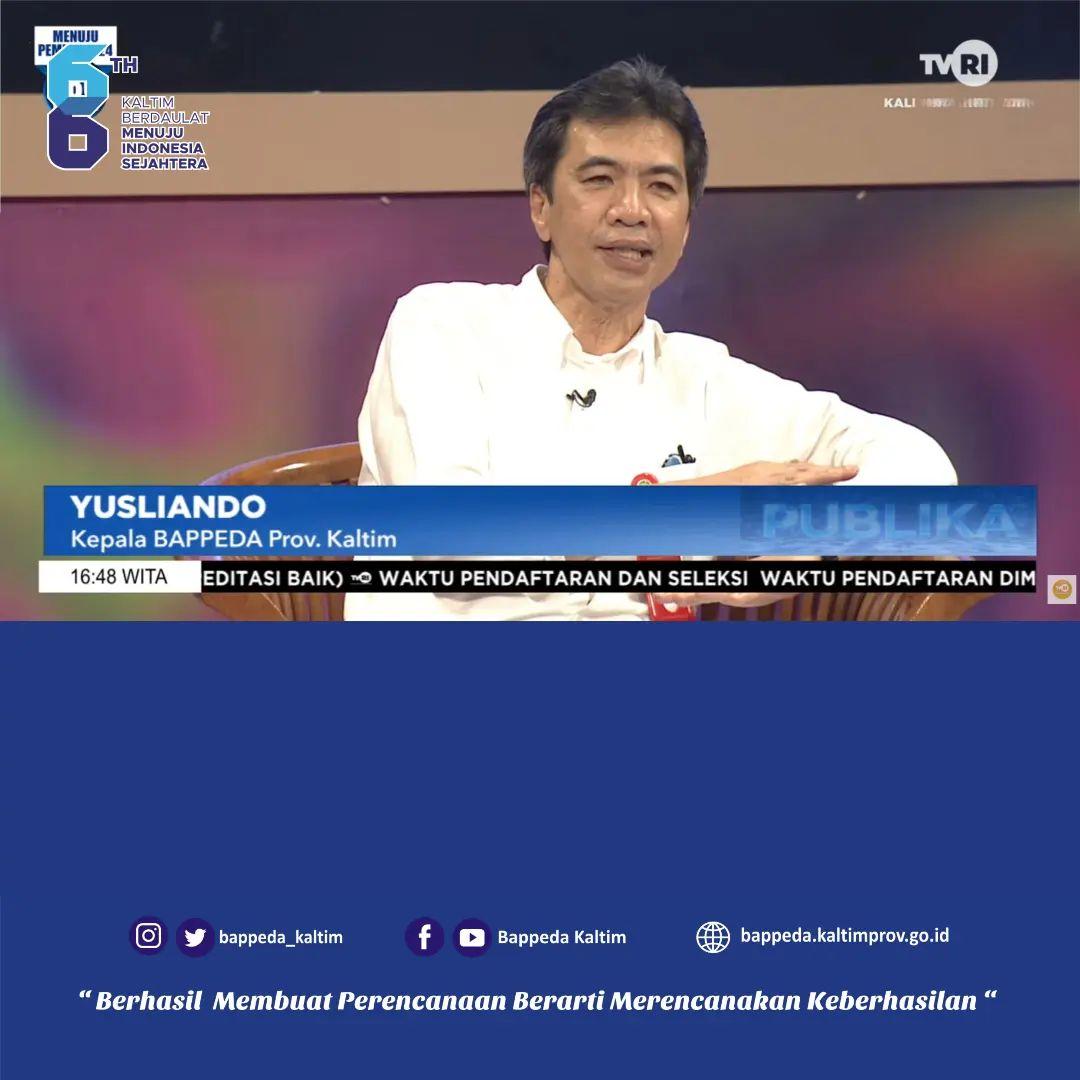 MENUJU
6TH
KALTIM
BERDAULAT
MENUJU
INDONESIA
SEJAHTERA
TVRI
YUSLIANDO
Kepala BAPPEDA Prov. Kaltim
PUBLIKA
16:48 WITA
EDITASI BAIK) TVRI WAKTU PENDAFTARAN DAN SELEKSI WAKTU PENDAFTARAN DIM
bappeda_kaltim
Bappeda Kaltim
bappeda.kaltimprov.go.id
“ Berhasil Membuat Perencanaan Berarti Merencanakan Keberhasilan “